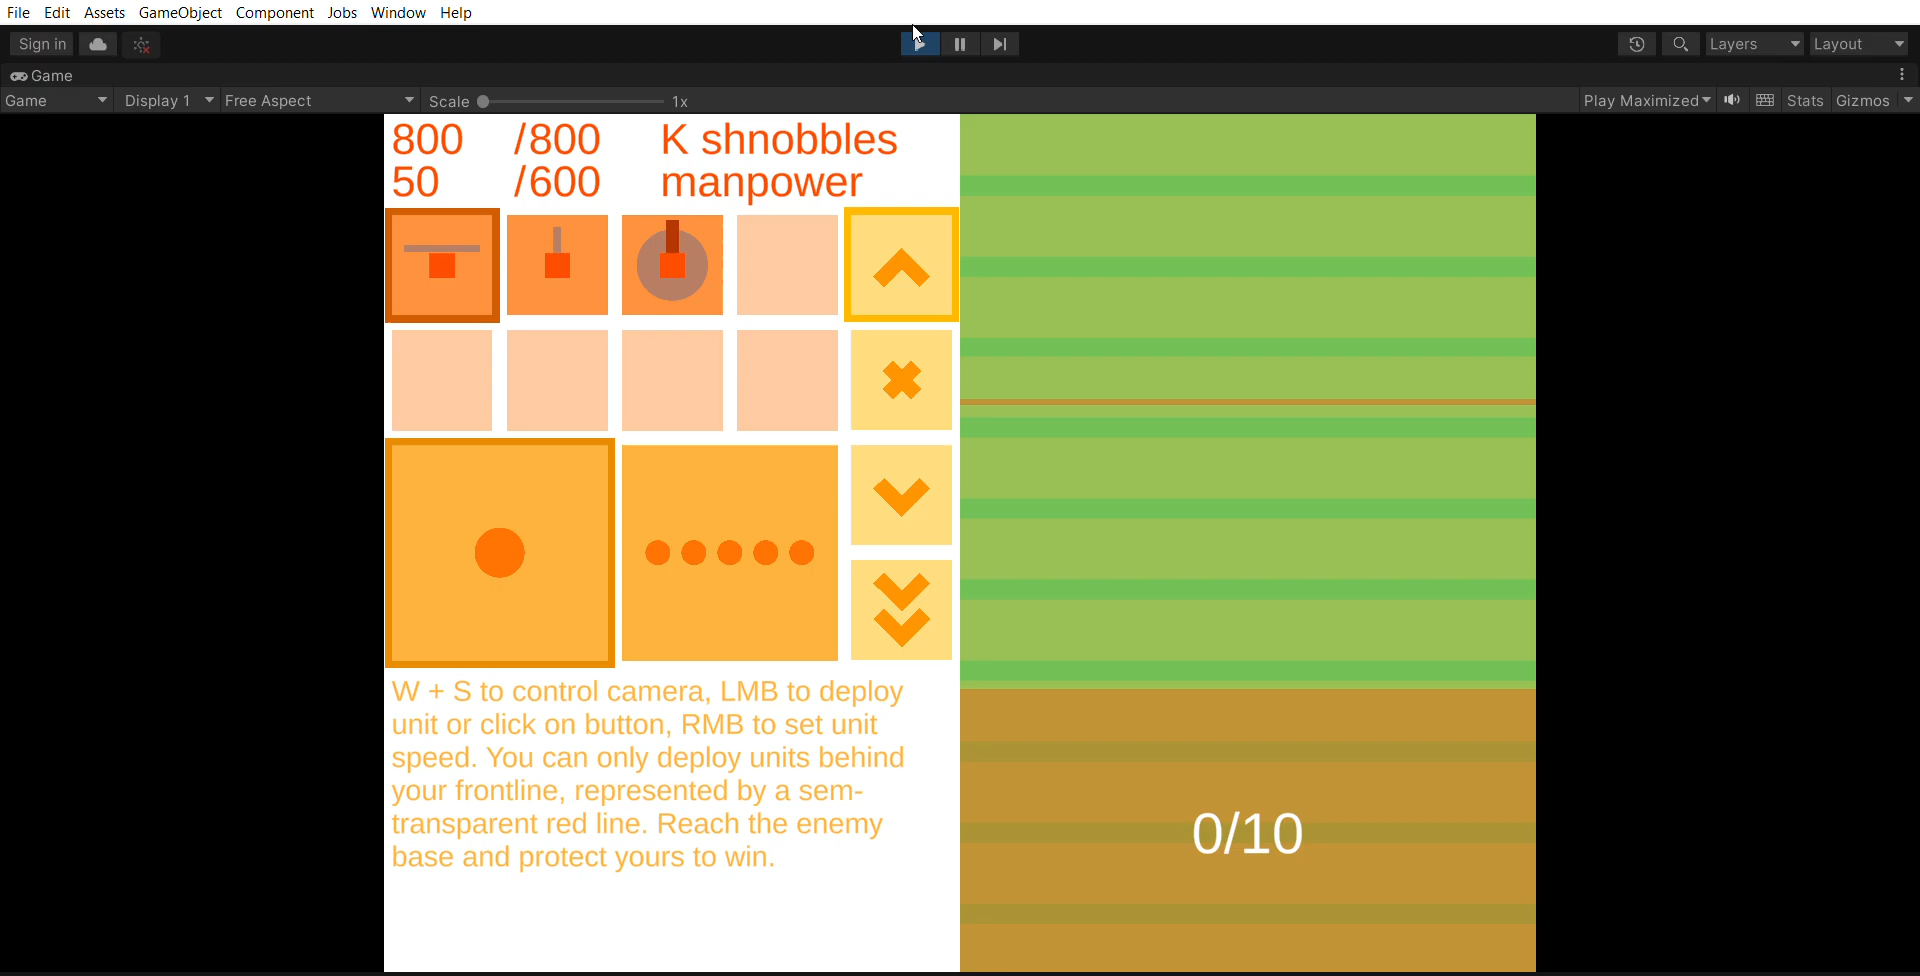 File Edit Assets GameObject Component Jobs Window Help
Sign in Layers Layout
Game
Game Display 1 Free Aspect Scale 1x Play Maximized Stats Gizmos
800 /800 K shnobbles
50 /600 manpower
W + S to control camera, LMB to deploy
unit or click on button, RMB to set unit
speed. You can only deploy units behind
your frontline, represented by a sem-
transparent red line. Reach the enemy
base and protect yours to win.
0/10